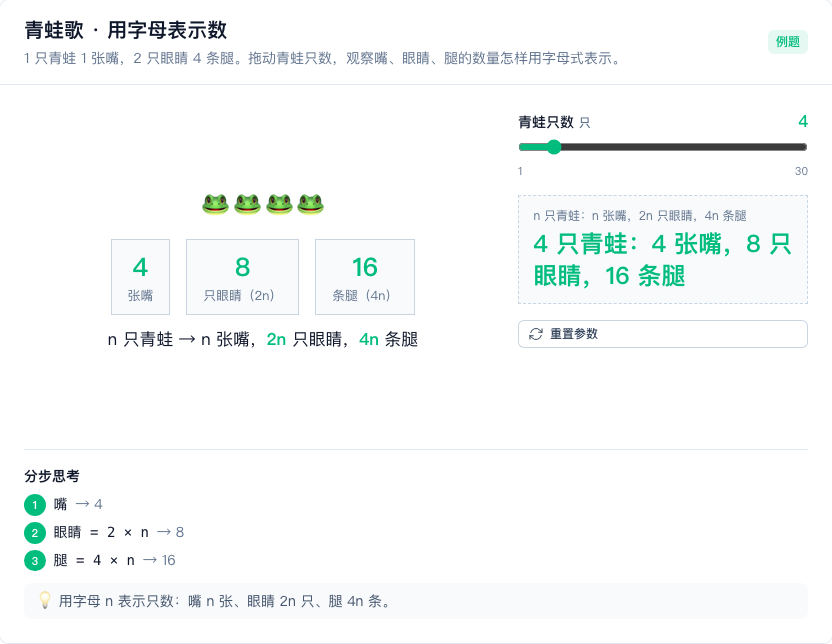 青蛙歌 · 用字母表示数
1 只青蛙 1 张嘴，2 只眼睛 4 条腿。拖动青蛙只数，观察嘴、眼睛、腿的数量怎样用字母式表示。
例题
4
张嘴
8
只眼睛（2n）
16
条腿（4n）
n 只青蛙 → n 张嘴，2n 只眼睛，4n 条腿
青蛙只数 只
4
1
30
n 只青蛙：n 张嘴，2n 只眼睛，4n 条腿
4 只青蛙：4 张嘴，8 只
眼睛，16 条腿
重置参数
分步思考
1 嘴 → 4
2 眼睛 = 2 × n → 8
3 腿 = 4 × n → 16
用字母 n 表示只数：嘴 n 张、眼睛 2n 只、腿 4n 条。